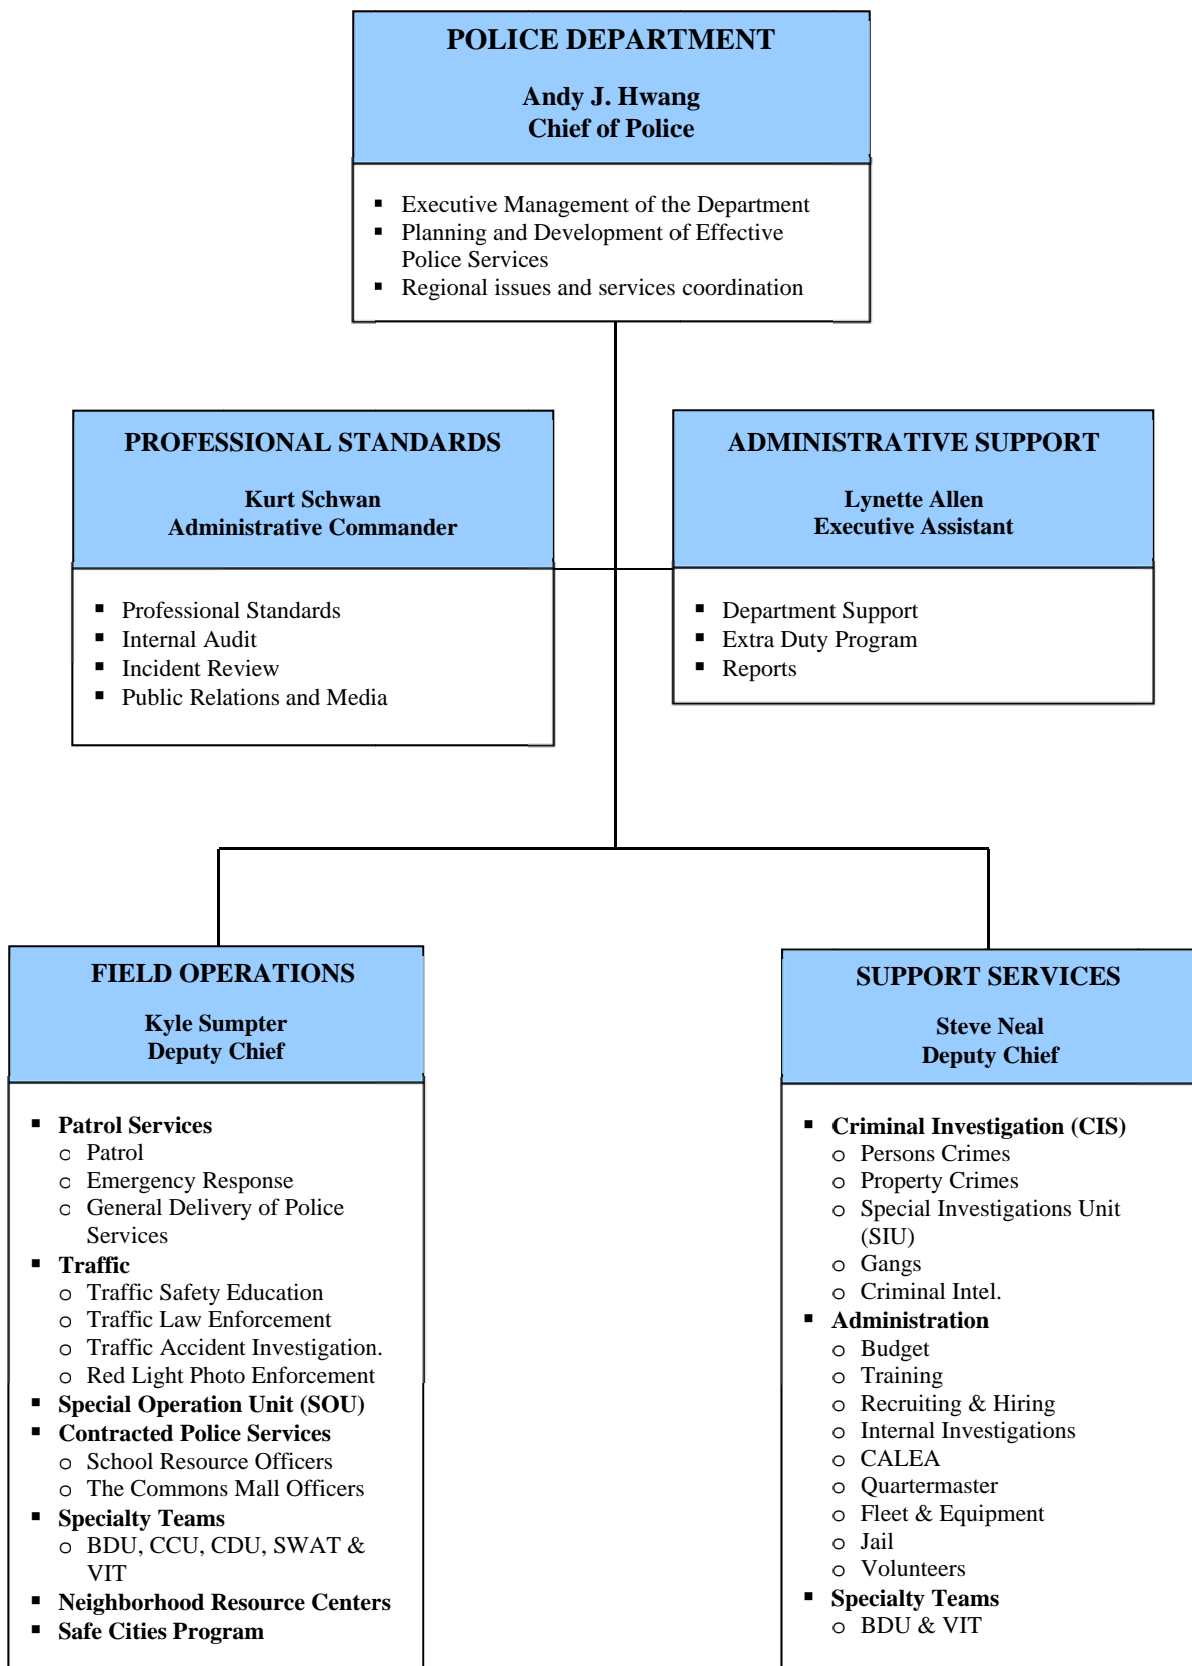 POLICE DEPARTMENT
Andy J. Hwang
Chief of Police
▪ Executive Management of the Department
▪ Planning and Development of Effective
Police Services
▪ Regional issues and services coordination
PROFESSIONAL STANDARDS
Kurt Schwan
Administrative Commander
▪ Professional Standards
▪ Internal Audit
▪ Incident Review
▪ Public Relations and Media
ADMINISTRATIVE SUPPORT
Lynette Allen
Executive Assistant
▪ Department Support
▪ Extra Duty Program
▪ Reports
FIELD OPERATIONS
Kyle Sumpter
Deputy Chief
▪ Patrol Services
o Patrol
o Emergency Response
o General Delivery of Police
Services
▪ Traffic
o Traffic Safety Education
o Traffic Law Enforcement
o Traffic Accident Investigation.
o Red Light Photo Enforcement
▪ Special Operation Unit (SOU)
▪ Contracted Police Services
o School Resource Officers
o The Commons Mall Officers
▪ Specialty Teams
o BDU, CCU, CDU, SWAT &
VIT
▪ Neighborhood Resource Centers
▪ Safe Cities Program
SUPPORT SERVICES
Steve Neal
Deputy Chief
▪ Criminal Investigation (CIS)
o Persons Crimes
o Property Crimes
o Special Investigations Unit
(SIU)
o Gangs
o Criminal Intel.
▪ Administration
o Budget
o Training
o Recruiting & Hiring
o Internal Investigations
o CALEA
o Quartermaster
o Fleet & Equipment
o Jail
o Volunteers
▪ Specialty Teams
o BDU & VIT